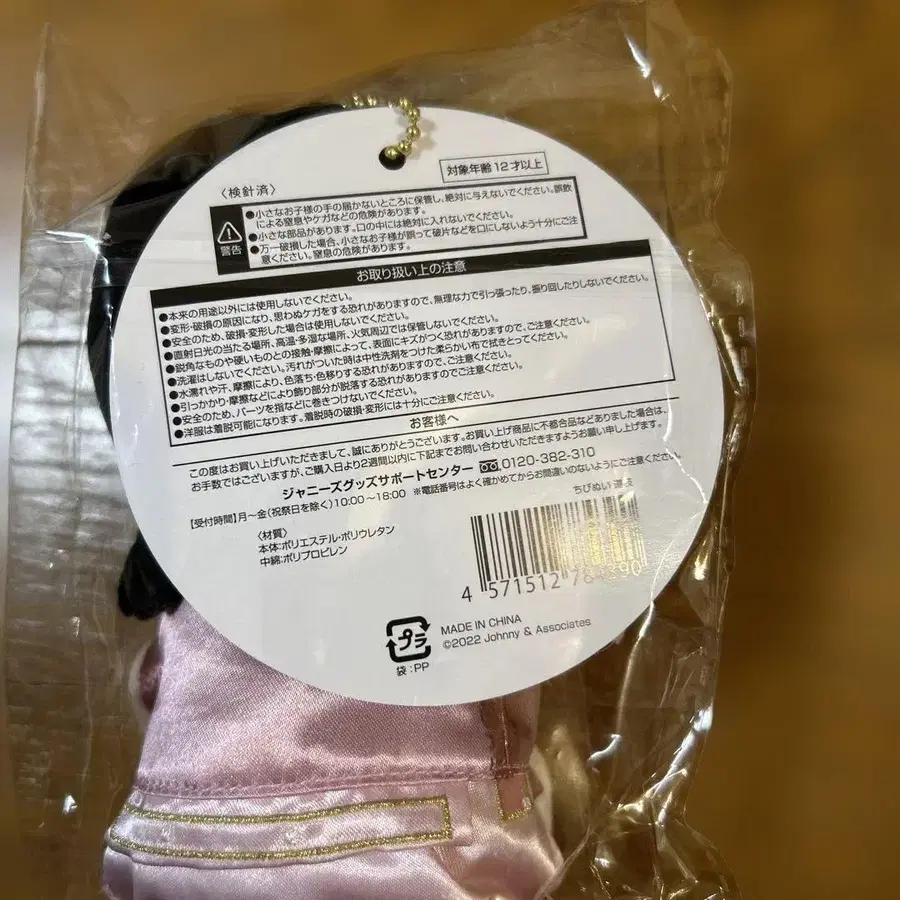 対象年齢12才以上
〈検針済〉
警告
●小さなお子様の手の届かないところに保管し、絶対に与えないでください。誤飲
による窒息やケガなどの危険があります。
●小さな部品があります。口の中には絶対に入れないでください。
●万一破損した場合、小さなお子様が誤って破片などを口にしないよう十分にご注
意ください。窒息の危険があります。
お取り扱い上の注意
●本来の用途以外には使用しないでください。
●変形・破損の原因になり、思わぬケガをする恐れがありますので、無理な力で引っ張ったり、振り回したりしないでください。
●安全のため、破損・変形した場合は使用しないでください。
●直射日光の当たる場所、高温・多湿な場所、火気周辺では保管しないでください。
●鋭角なものや硬いものとの接触・摩擦によって、表面にキズがつく恐れがありますので、ご注意ください。
●洗濯はしないでください。汚れがついた時は中性洗剤をつけた柔らかい布で拭きとってください。
●水濡れや汗、摩擦により、色落ち・色移りする恐れがありますのでご注意ください。
●引っかかり・摩擦などにより飾り部分が脱落する恐れがありますのでご注意ください。
●安全のため、パーツを指などに巻きつけないでください。
●洋服は着脱可能になります。着脱時の破損・変形には十分にご注意ください。
お客様へ
この度はお買い上げいただきまして、誠にありがとうございます。お買い上げ商品に不都合品などありました場合は、
お手数ではございますが、ご購入日より2週間以内に下記までお問い合わせいただきますようお願い申し上げます。
ジャニーズグッズサポートセンター 0120-382-310
【受付時間】月〜金(祝祭日を除く)10:00〜18:00 ※電話番号はよく確かめてからお間違いのないようにご注意ください。
〈材質〉
本体:ポリエステル・ポリウレタン
中綿:ポリプロピレン
ちびぬい
4 571512
プラ
袋:PP
MADE IN CHINA
©2022 Johnny & Associates